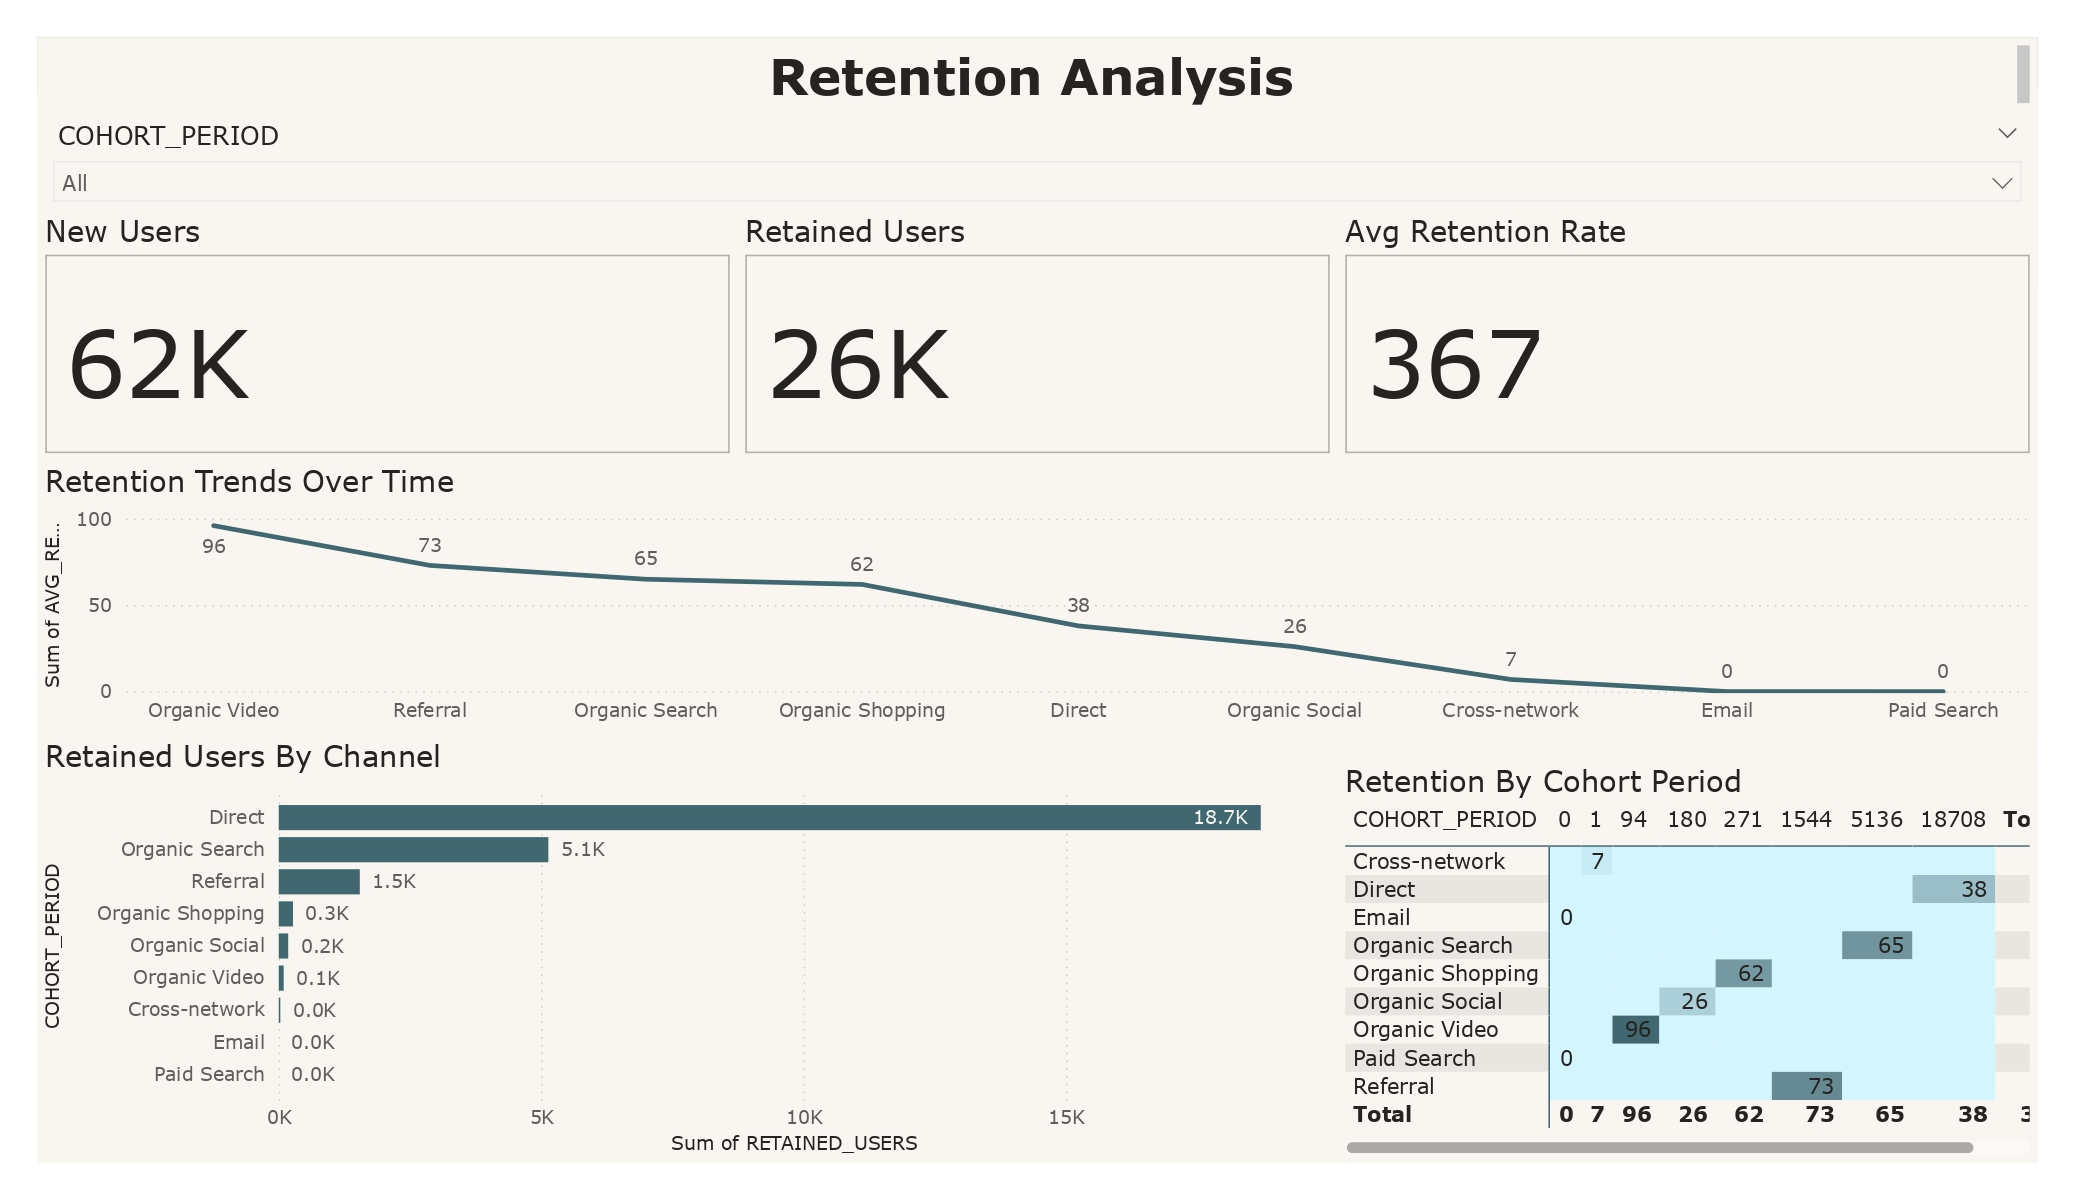 Retention Analysis
COHORT_PERIOD
All
New Users
Retained Users
Avg Retention Rate
62K
26K
367
Retention Trends Over Time
Sum of AVG_RE...
100
50
0
96
73
65
62
38
26
7
0
0
Organic Video
Referral
Organic Search
Organic Shopping
Direct
Organic Social
Cross-network
Email
Paid Search
Retained Users By Channel
COHORT_PERIOD
Direct 18.7K
Organic Search 5.1K
Referral 1.5K
Organic Shopping 0.3K
Organic Social 0.2K
Organic Video 0.1K
Cross-network 0.0K
Email 0.0K
Paid Search 0.0K
0K 5K 10K 15K
Sum of RETAINED_USERS
Retention By Cohort Period
COHORT_PERIOD 0 1 94 180 271 1544 5136 18708 To
Cross-network 7
Direct 38
Email 0
Organic Search 65
Organic Shopping 62
Organic Social 26
Organic Video 96
Paid Search 0
Referral 73
Total 0 7 96 26 62 73 65 38